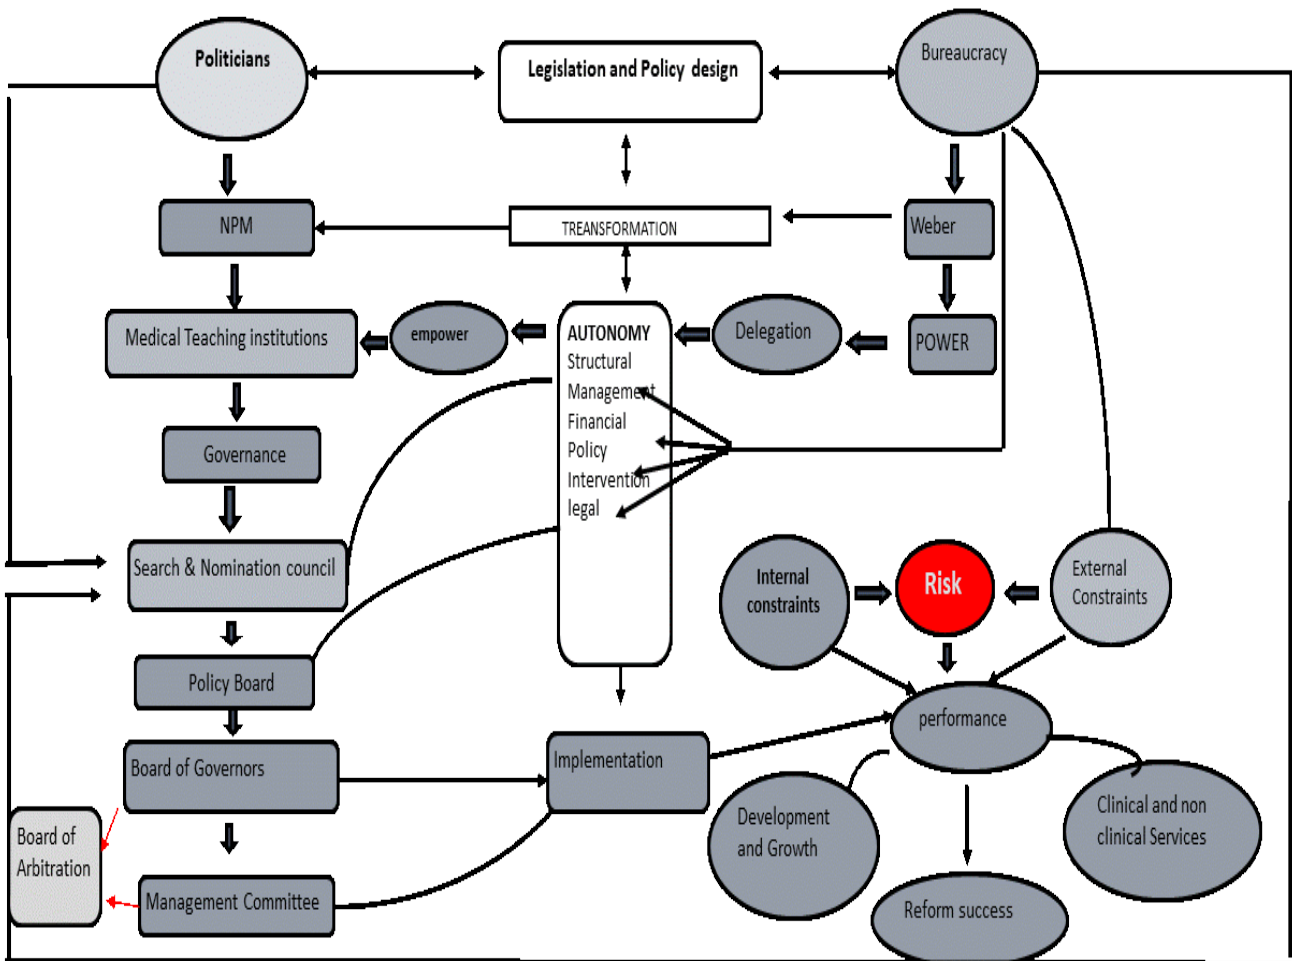 Politicians
Legislation and Policy design
Bureaucracy
NPM
TREANSFORMATION
Weber
Medical Teaching institutions
empower
AUTONOMY
Structural
Management
Financial
Policy
Intervention
legal
Delegation
POWER
Governance
Search & Nomination council
Internal
constraints
Risk
External
Constraints
Policy Board
performance
Board of Governors
Implementation
Development
and Growth
Clinical and non
clinical Services
Board of
Arbitration
Management Committee
Reform success